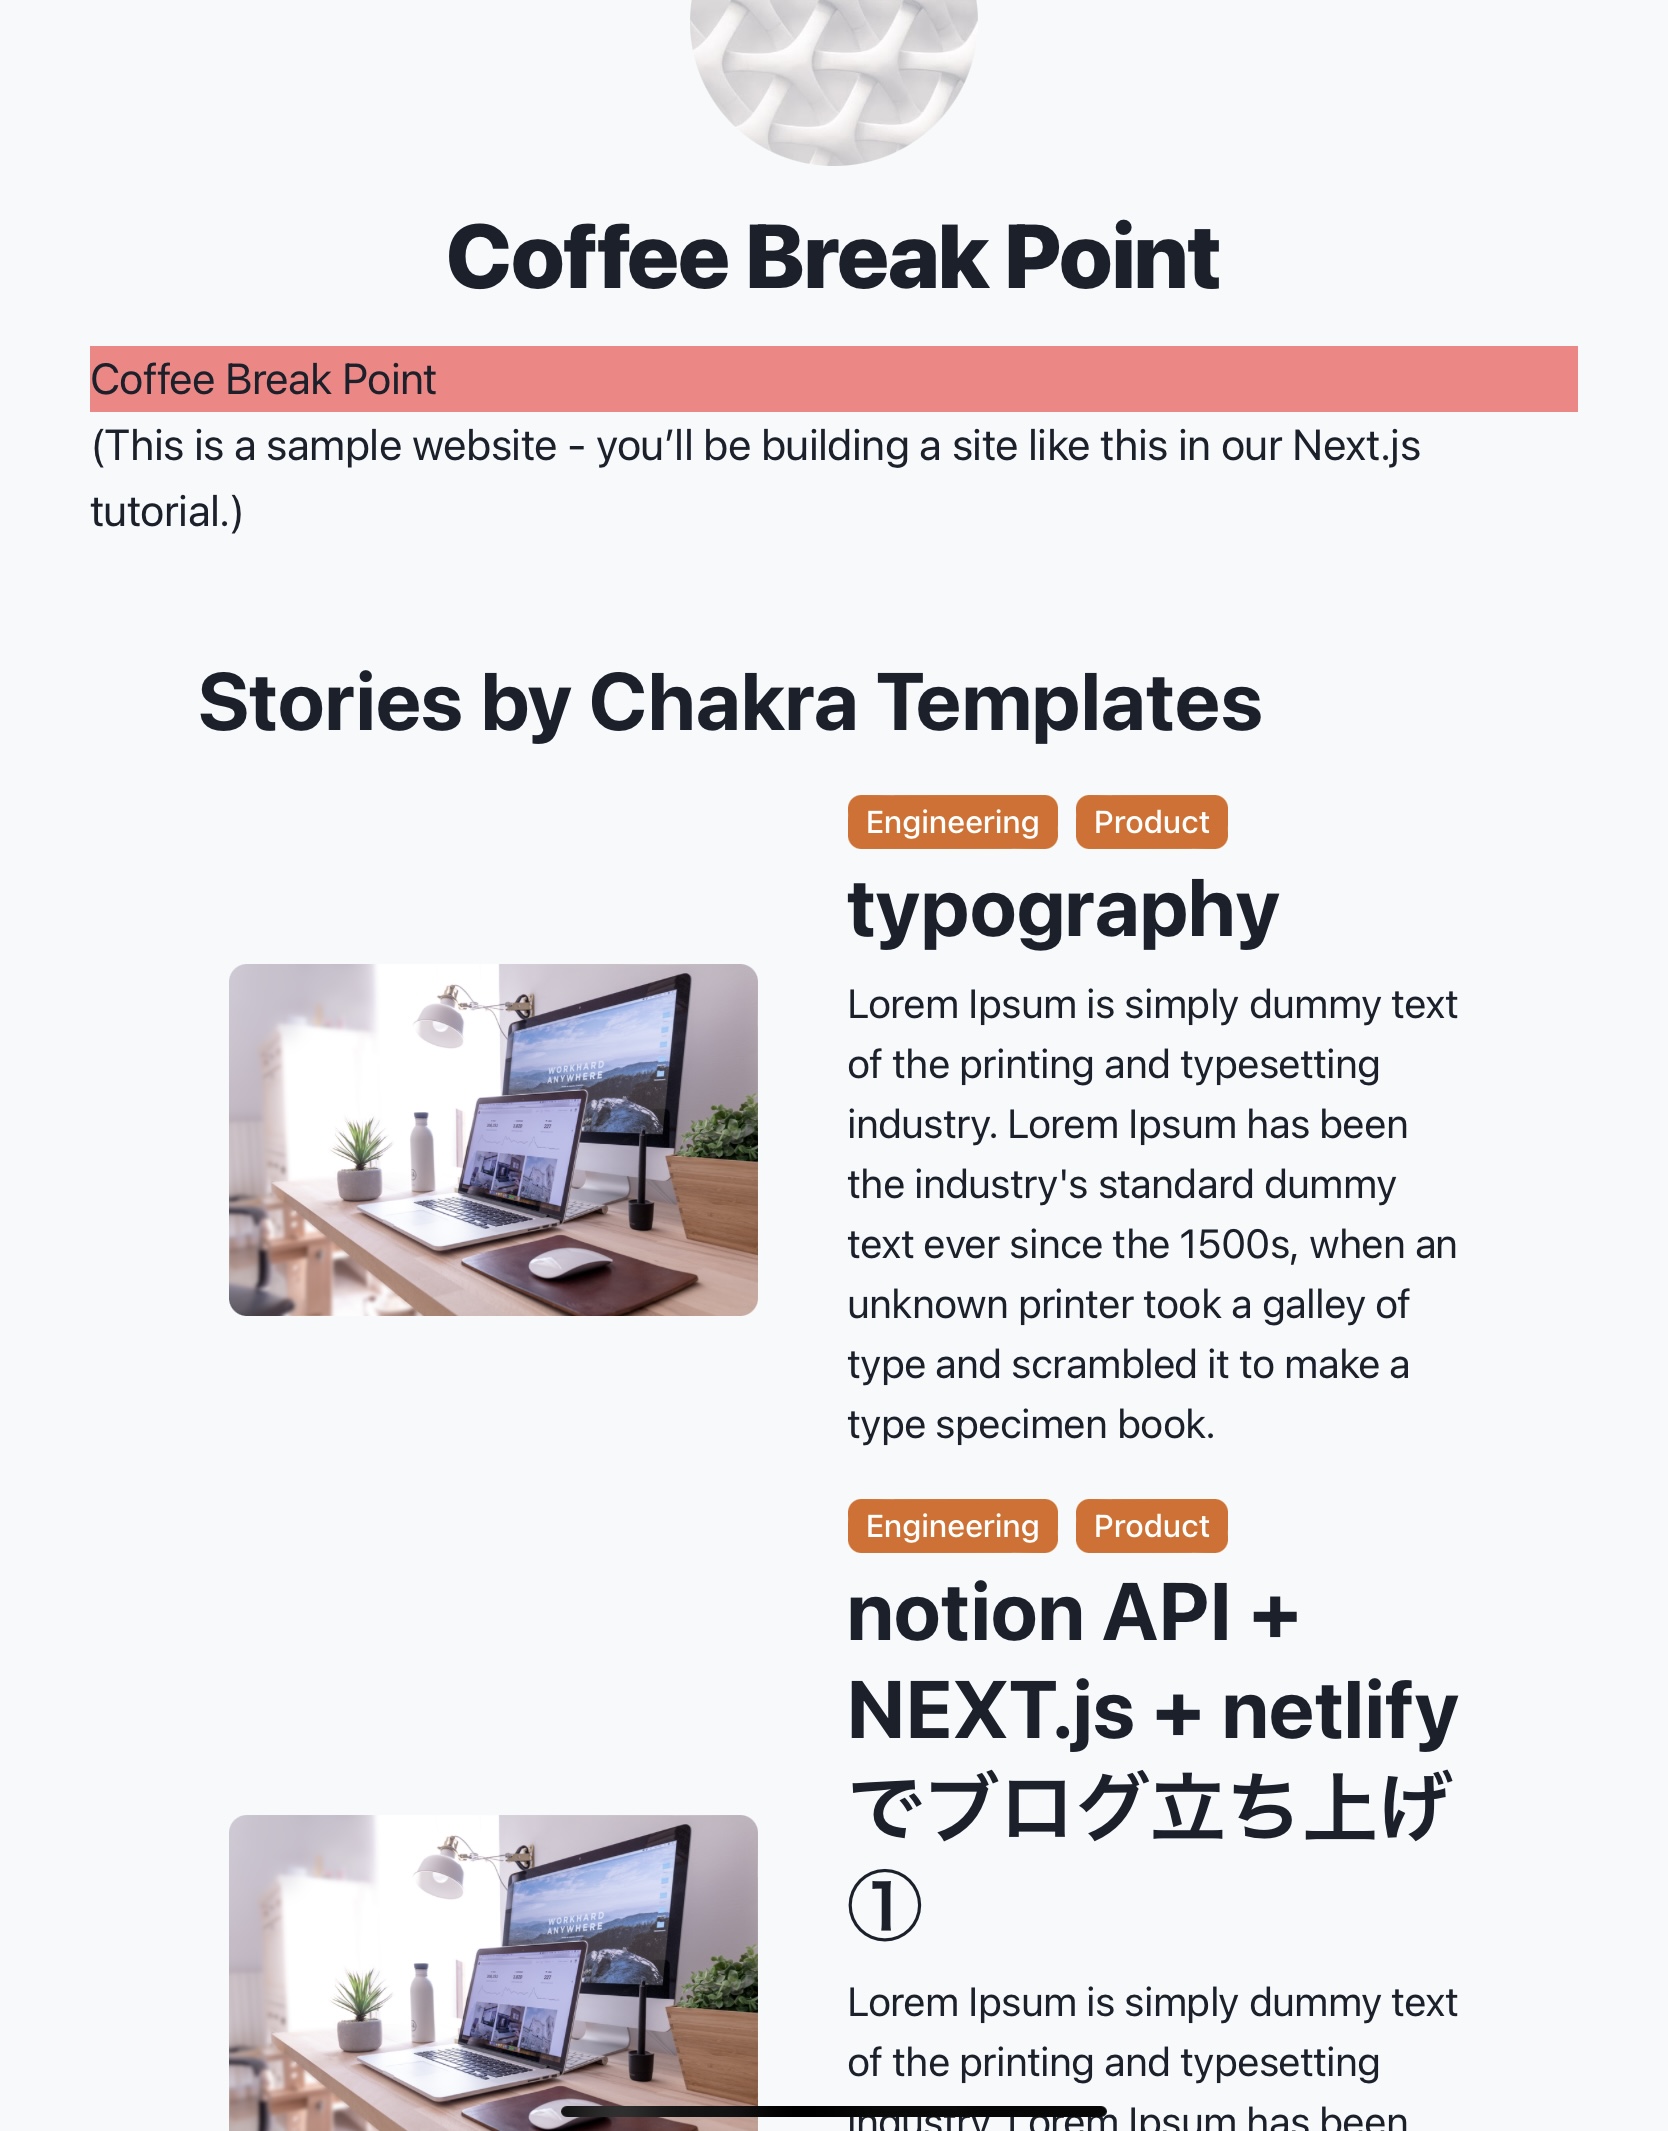 Coffee Break Point
Coffee Break Point
(This is a sample website - you’ll be building a site like this in our Next.js
tutorial.)
Stories by Chakra Templates
Engineering Product
typography
WORKHARD
ANYWHERE
Lorem Ipsum is simply dummy text
of the printing and typesetting
industry. Lorem Ipsum has been
the industry's standard dummy
text ever since the 1500s, when an
unknown printer took a galley of
type and scrambled it to make a
type specimen book.
Engineering Product
notion API +
NEXT.js + netlify
でブログ立ち上げ
①
WORKHARD
ANYWHERE
Lorem Ipsum is simply dummy text
of the printing and typesetting
industry. Lorem Ipsum has been